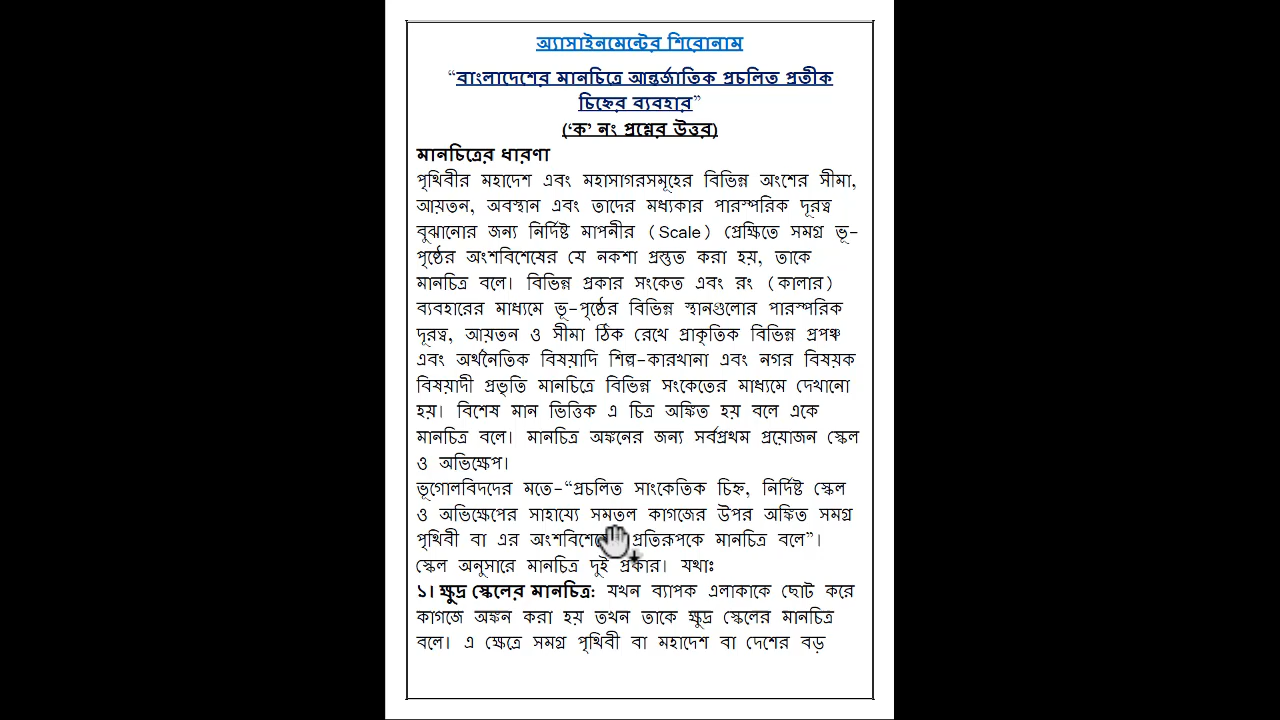 অ্যাসাইনমেন্টের শিরোনাম
“বাংলাদেশের মানচিত্রে আন্তর্জাতিক প্রচলিত প্রতীক
চিহ্নের ব্যবহার”
(‘ক’ নং প্রশ্নের উত্তর)
মানচিত্রের ধারণা
পৃথিবীর মহাদেশ এবং মহাসাগরসমূহের বিভিন্ন অংশের সীমা,
আয়তন, অবস্থান এবং তাদের মধ্যকার পারস্পরিক দূরত্ব
বুঝানোর জন্য নির্দিষ্ট মাপনীর (Scale) প্রেক্ষিতে সমগ্র ভূ-
পৃষ্ঠের অংশবিশেষের যে নকশা প্রস্তুত করা হয়, তাকে
মানচিত্র বলে। বিভিন্ন প্রকার সংকেত এবং রং (কালার)
ব্যবহারের মাধ্যমে ভূ-পৃষ্ঠের বিভিন্ন স্থানগুলোর পারস্পরিক
দূরত্ব, আয়তন ও সীমা ঠিক রেখে প্রাকৃতিক বিভিন্ন প্রপঞ্চ
এবং অর্থনৈতিক বিষয়াদি শিল্প-কারখানা এবং নগর বিষয়ক
বিষয়াদী প্রভৃতি মানচিত্রে বিভিন্ন সংকেতের মাধ্যমে দেখানো
হয়। বিশেষ মান ভিত্তিক এ চিত্র অঙ্কিত হয় বলে একে
মানচিত্র বলে। মানচিত্র অঙ্কনের জন্য সর্বপ্রথম প্রয়োজন স্কেল
ও অভিক্ষেপ।
ভূগোলবিদদের মতে-“প্রচলিত সাংকেতিক চিহ্ন, নির্দিষ্ট স্কেল
ও অভিক্ষেপের সাহায্যে সমতল কাগজের উপর অঙ্কিত সমগ্র
পৃথিবী বা এর প্রতিরূপকে মানচিত্র বলে”।
স্কেল অনুসারে মানচিত্র দুই প্রকার। যথাঃ
১। ক্ষুদ্র স্কেলের মানচিত্র: যখন ব্যাপক এলাকাকে ছোট করে
কাগজে অঙ্কন করা হয় তখন তাকে ক্ষুদ্র স্কেলের মানচিত্র
বলে। এ ক্ষেত্রে সমগ্র পৃথিবী বা মহাদেশ বা দেশের বড়